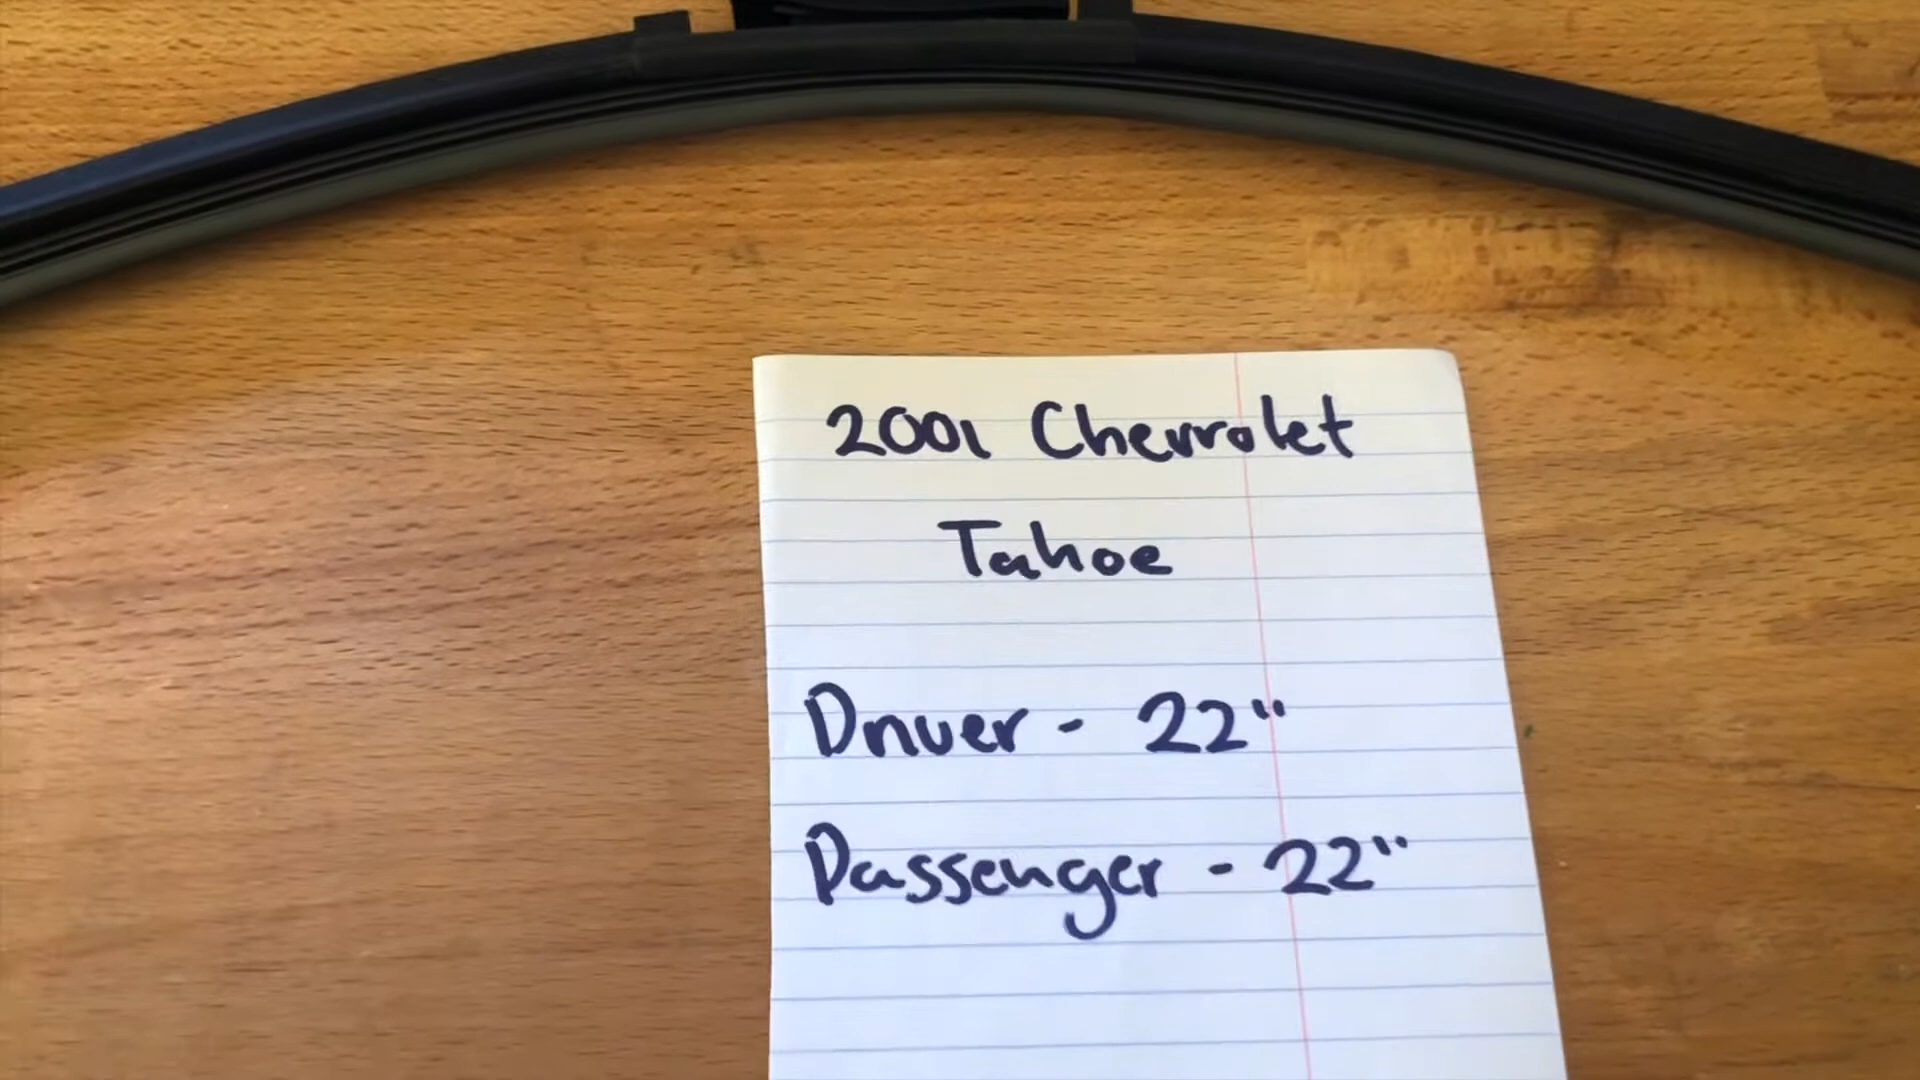 2001 Chevrolet
Tahoe
Driver - 22"
Passenger - 22"